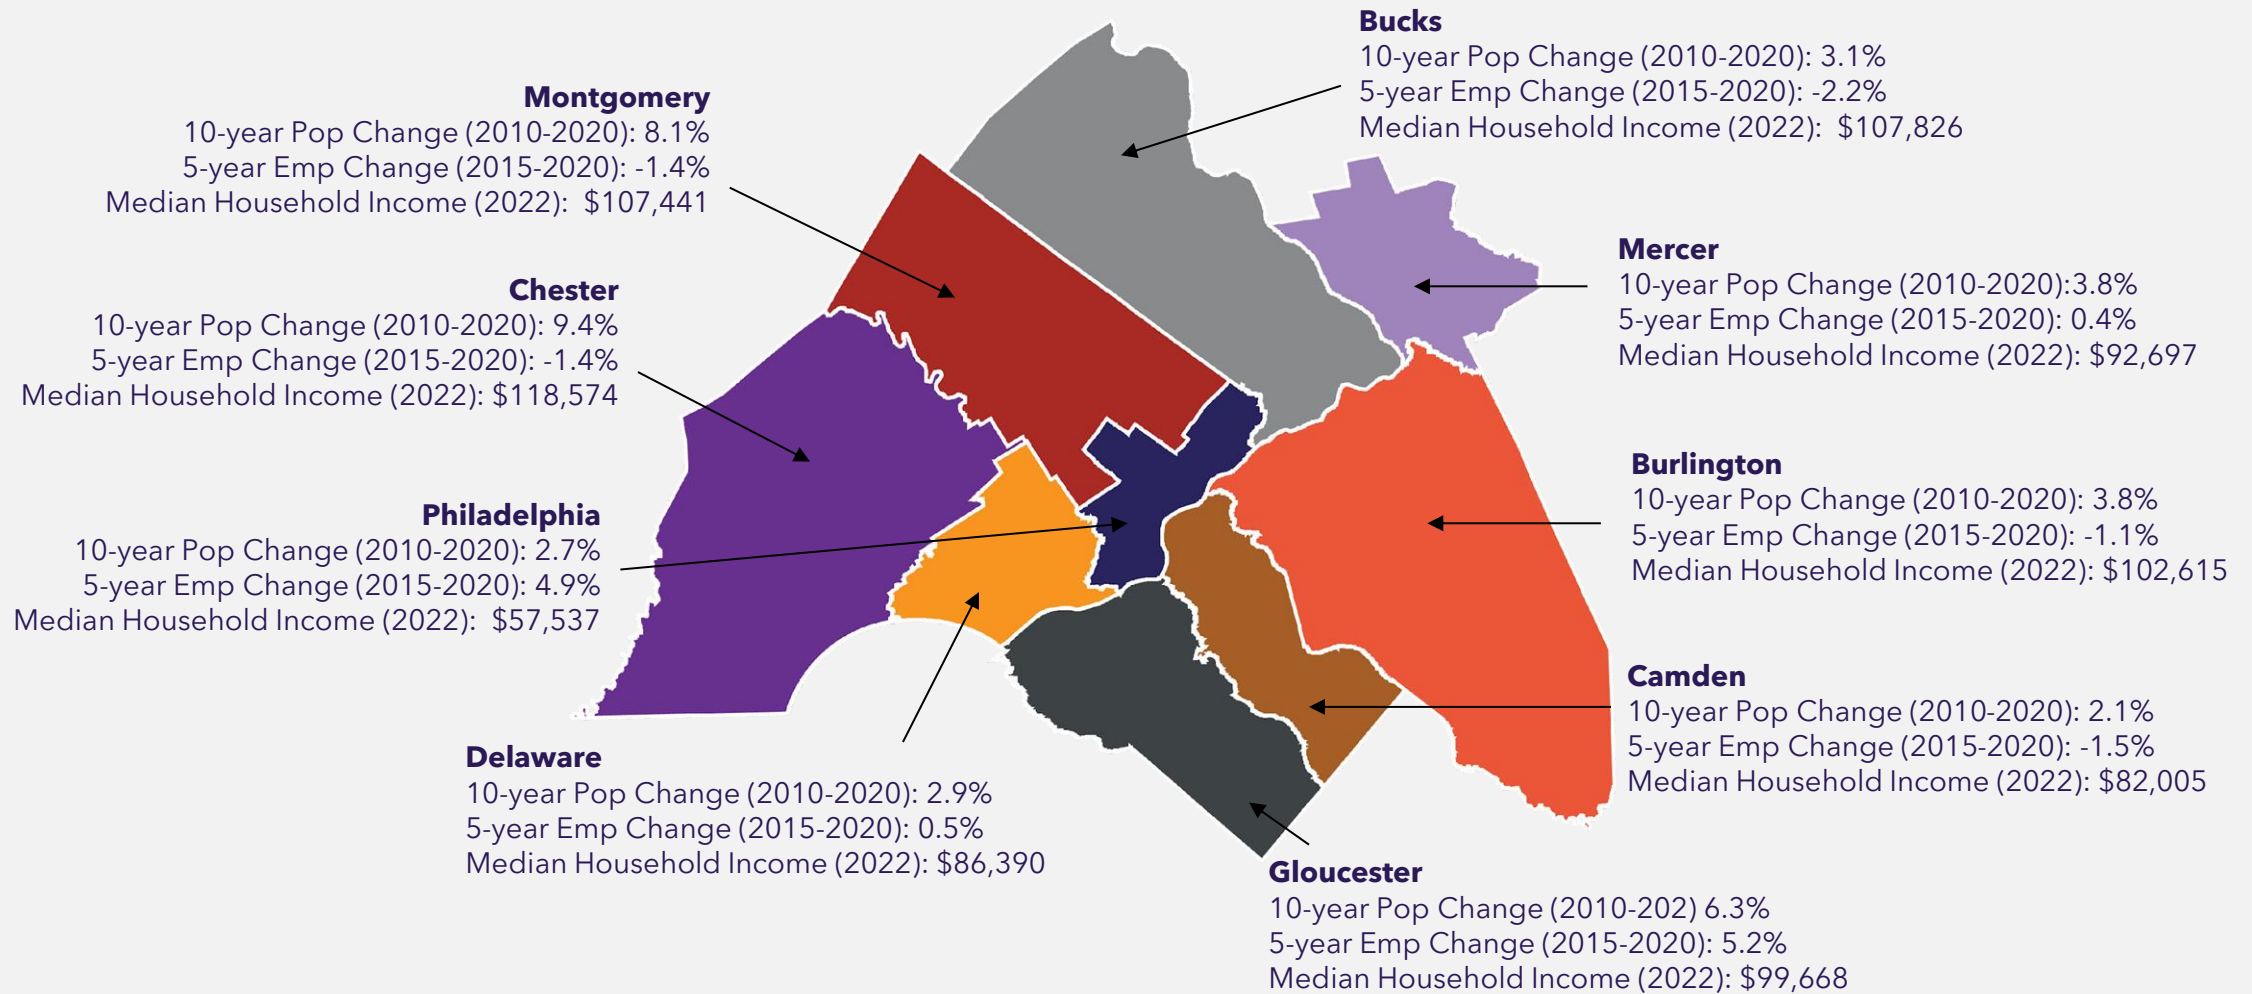 Bucks
10-year Pop Change (2010-2020): 3.1%
5-year Emp Change (2015-2020): -2.2%
Median Household Income (2022): $107,826
Montgomery
10-year Pop Change (2010-2020): 8.1%
5-year Emp Change (2015-2020): -1.4%
Median Household Income (2022): $107,441
Mercer
10-year Pop Change (2010-2020):3.8%
5-year Emp Change (2015-2020): 0.4%
Median Household Income (2022): $92,697
Chester
10-year Pop Change (2010-2020): 9.4%
5-year Emp Change (2015-2020): -1.4%
Median Household Income (2022): $118,574
Burlington
10-year Pop Change (2010-2020): 3.8%
5-year Emp Change (2015-2020): -1.1%
Median Household Income (2022): $102,615
Philadelphia
10-year Pop Change (2010-2020): 2.7%
5-year Emp Change (2015-2020): 4.9%
Median Household Income (2022): $57,537
Camden
10-year Pop Change (2010-2020): 2.1%
5-year Emp Change (2015-2020): -1.5%
Median Household Income (2022): $82,005
Delaware
10-year Pop Change (2010-2020): 2.9%
5-year Emp Change (2015-2020): 0.5%
Median Household Income (2022): $86,390
Gloucester
10-year Pop Change (2010-202) 6.3%
5-year Emp Change (2015-2020): 5.2%
Median Household Income (2022): $99,668